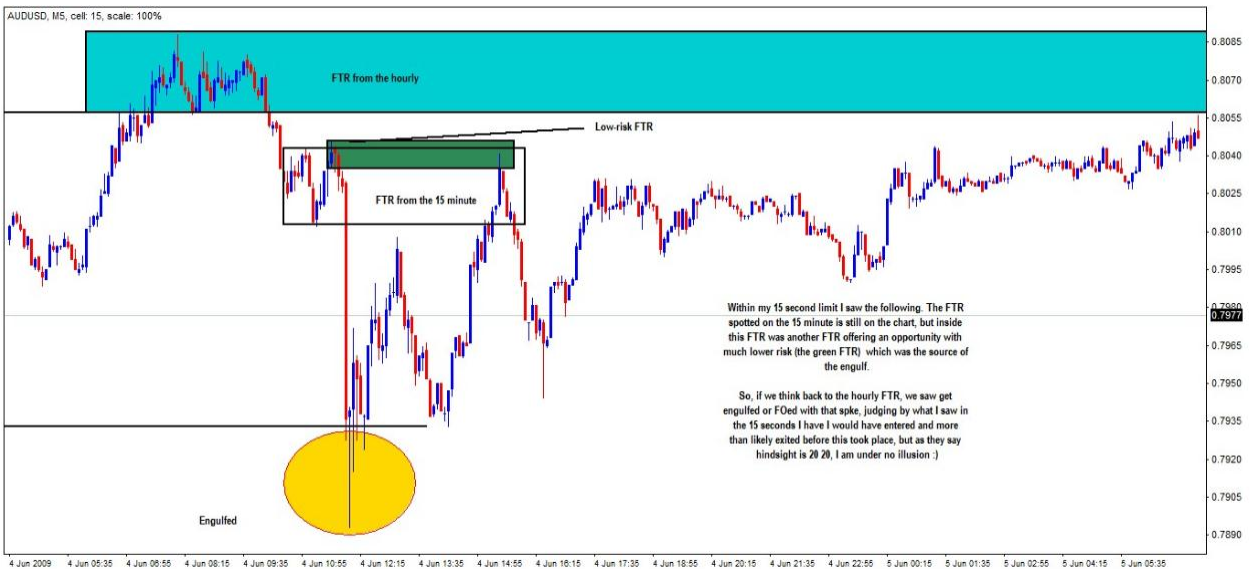 AUDUSD, M5, cell: 15, scale: 100%
0.8085
FTR from the hourly
0.8070
0.8055
Low-risk FTR
0.8040
FTR from the 15 minute
0.8025
0.8010
0.7995
0.7980
0.7977
Within my 15 second limit I saw the following. The FTR
spotted on the 15 minute is still on the chart, but inside
this FTR was another FTR offering an opportunity with
much lower risk (the green FTR) which was the source of
the engulf.
0.7965
0.7950
So, if we think back to the hourly FTR, we saw get
engulfed or FOed with that spke, judging by what I saw in
the 15 seconds I have I would have entered and more
than likely exited before this took place, but as they say
hindsight is 20 20, I am under no illusion :)
0.7935
0.7920
0.7905
Engulfed
0.7890
4 Jun 2009 4 Jun 05:35 4 Jun 06:55 4 Jun 08:15 4 Jun 09:35 4 Jun 10:55 4 Jun 12:15 4 Jun 13:35 4 Jun 14:55 4 Jun 16:15 4 Jun 17:35 4 Jun 18:55 4 Jun 20:15 4 Jun 21:35 4 Jun 22:55 5 Jun 00:15 5 Jun 01:35 5 Jun 02:55 5 Jun 04:15 5 Jun 05:35